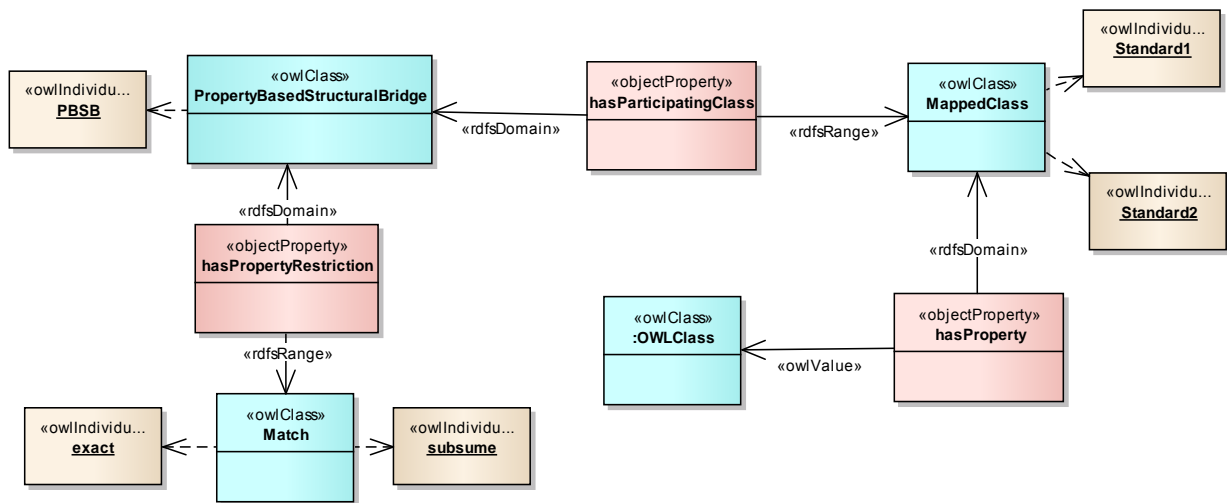 «owlIndividu...
Standard1
«owlClass»
PropertyBasedStructuralBridge
«objectProperty»
hasParticipatingClass
«owlClass»
MappedClass
«owlIndividu...
PBSB
«rdfsDomain»
«rdfsRange»
«owlIndividu...
Standard2
«rdfsDomain»
«objectProperty»
hasPropertyRestriction
«rdfsDomain»
«owlClass»
:OWLClass
«objectProperty»
hasProperty
«rdfsRange»
«owlValue»
«owlIndividu...
exact
«owlClass»
Match
«owlIndividu...
subsume